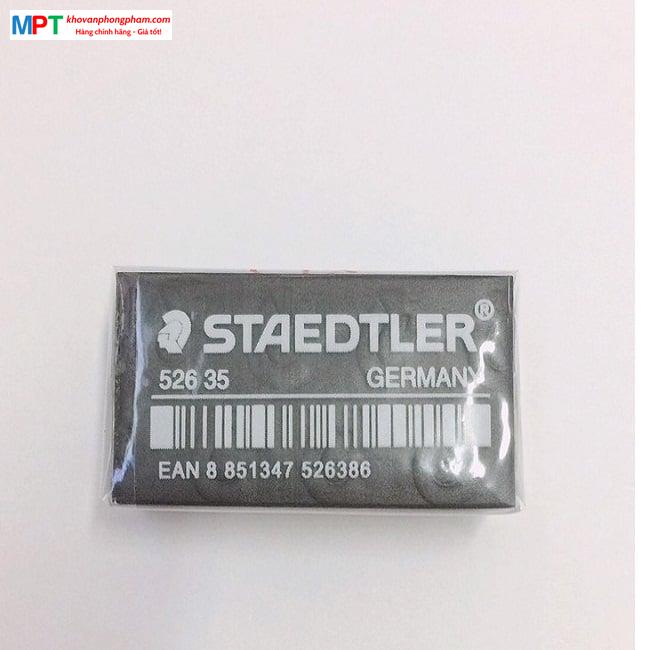 MPT khovanphongpham.com
Hàng chính hãng - Giá tốt!
STAEDTLER®
526 35 GERMANY
EAN 8 851347 526386